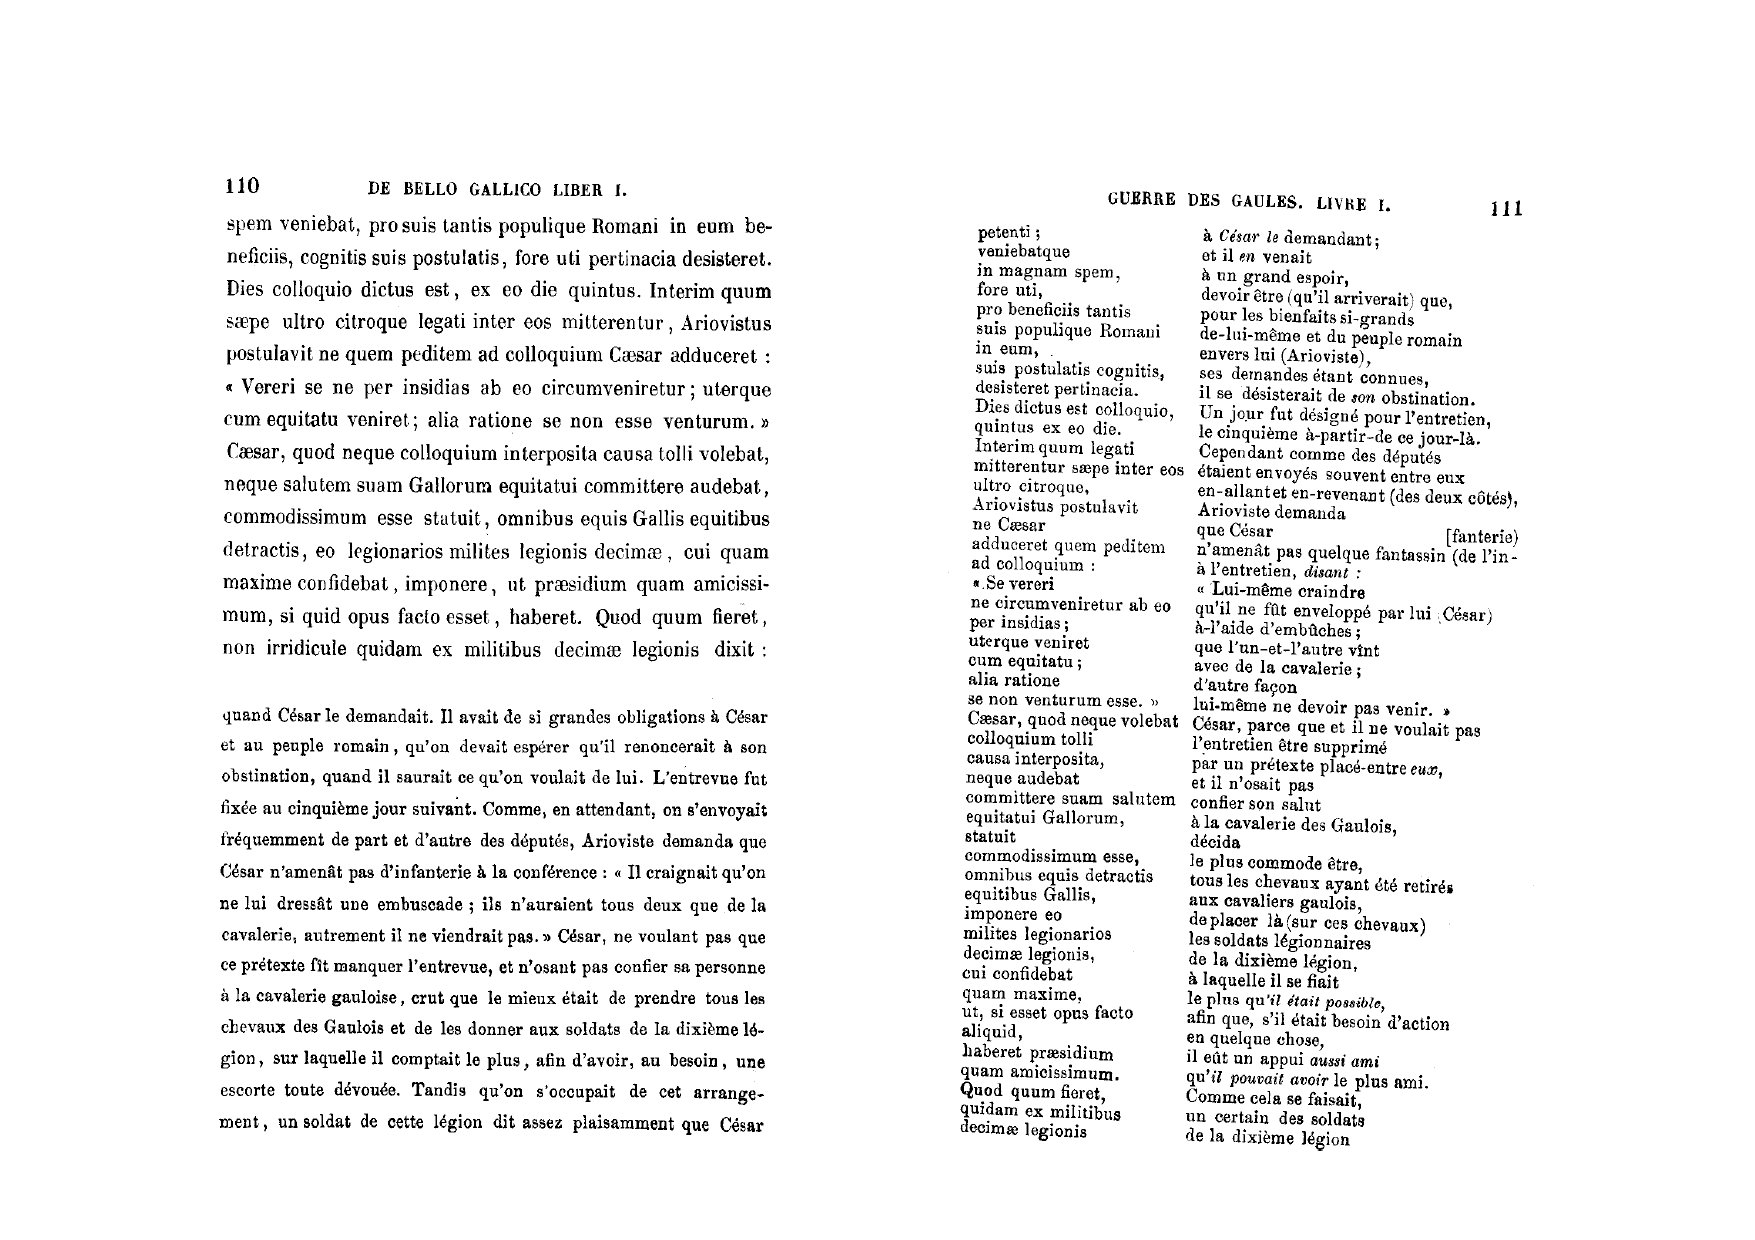 110 DE BELLO GALLICO LIBER I.
spem veniebat, pro suis tantis populique Romani in eum be-
neficiis, cognitis suis postulatis, fore uti pertinacia desisteret.
Dies colloquio dictus est, ex eo die quintus. Interim quum
sæpe ultro citroque legati inter eos mitterentur, Ariovistus
postulavit ne quem peditem ad colloquium Cæsar adduceret :
« Vereri se ne per insidias ab eo circumveniretur; uterque
cum equitatu veniret; alia ratione se non esse venturum. »
Cæsar, quod neque colloquium interposita causa tolli volebat,
neque salutem suam Gallorum equitatui committere audebat,
commodissimum esse statuit, omnibus equis Gallis equitibus
detractis, eo legionarios milites legionis decimæ, cui quam
maxime confidebat, imponere, ut præsidium quam amicissi-
mum, si quid opus facto esset, haberet. Quod quum fieret,
non irridicule quidam ex militibus decimæ legionis dixit :
quand César le demandait. Il avait de si grandes obligations à César
et au peuple romain, qu'on devait espérer qu'il renoncerait à son
obstination, quand il saurait ce qu'on voulait de lui. L'entrevue fut
fixée au cinquième jour suivant. Comme, en attendant, on s'envoyait
fréquemment de part et d'autre des députés, Arioviste demanda que
César n'amenât pas d'infanterie à la conférence : « Il craignait qu'on
ne lui dressât une embuscade ; ils n'auraient tous deux que de la
cavalerie, autrement il ne viendrait pas. » César, ne voulant pas que
ce prétexte fît manquer l'entrevue, et n'osant pas confier sa personne
à la cavalerie gauloise, crut que le mieux était de prendre tous les
chevaux des Gaulois et de les donner aux soldats de la dixième lé-
gion, sur laquelle il comptait le plus, afin d'avoir, au besoin, une
escorte toute dévouée. Tandis qu'on s'occupait de cet arrange-
ment, un soldat de cette légion dit assez plaisamment que César
GUERRE DES GAULES. LIVRE I. 111
petenti ;
veniebatque
in magnam spem,
fore uti,
pro beneficiis tantis
suis populique Romani
in eum,
suis postulatis cognitis,
desisteret pertinacia.
Dies dictus est colloquio,
quintus ex eo die.
Interim quum legati
mitterentur sæpe inter eos
ultro citroque,
Ariovistus postulavit
ne Cæsar
adduceret quem peditem
ad colloquium :
« Se vereri
ne circumveniretur ab eo
per insidias ;
uterque veniret
cum equitatu ;
alia ratione
se non venturum esse. »
Cæsar, quod neque volebat
colloquium tolli
causa interposita,
neque audebat
committere suam salutem
equitatui Gallorum,
statuit
commodissimum esse,
omnibus equis detractis
equitibus Gallis,
imponere eo
milites legionarios
decimæ legionis,
cui confidebat
quam maxime,
ut, si esset opus facto
aliquid,
haberet præsidium
quam amicissimum.
Quod quum fieret,
quidam ex militibus
decimæ legionis
à César le demandant;
et il en venait
à un grand espoir,
devoir être (qu'il arriverait) que,
pour les bienfaits si-grands
de-lui-même et du peuple romain
envers lui (Arioviste),
ses demandes étant connues,
il se désisterait de son obstination.
Un jour fut désigné pour l'entretien,
le cinquième à-partir-de ce jour-là.
Cependant comme des députés
étaient envoyés souvent entre eux
en-allant et en-revenant (des deux côtés),
Arioviste demanda
que César [fanterie)
n'amenât pas quelque fantassin (de l'in-
à l'entretien, disant :
« Lui-même craindre
qu'il ne fût enveloppé par lui (César)
à-l'aide d'embûches ;
que l'un-et-l'autre vînt
avec de la cavalerie ;
d'autre façon
lui-même ne devoir pas venir. »
César, parce que et il ne voulait pas
l'entretien être supprimé
par un prétexte placé-entre eux,
et il n'osait pas
confier son salut
à la cavalerie des Gaulois,
décida
le plus commode être,
tous les chevaux ayant été retirés
aux cavaliers gaulois,
de placer là (sur ces chevaux)
les soldats légionnaires
de la dixième légion,
à laquelle il se fiait
le plus qu'il était possible,
afin que, s'il était besoin d'action
en quelque chose,
il eût un appui aussi ami
qu'il pouvait avoir le plus ami.
Comme cela se faisait,
un certain des soldats
de la dixième légion